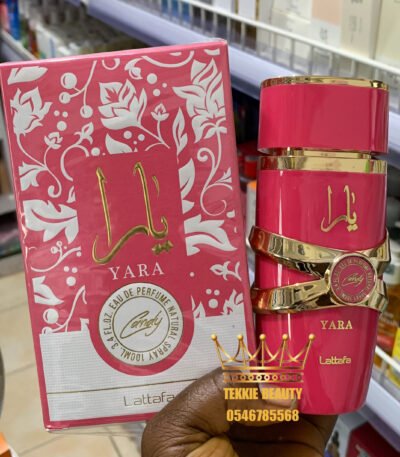 يارا
YARA
EAU DE PERFUME NATURAL
SPRAY 100ML 3.4 FL.OZ
Candy
Lattafa
يارا
YARA
Lattafa
TEKKIE BEAUTY
0546785568